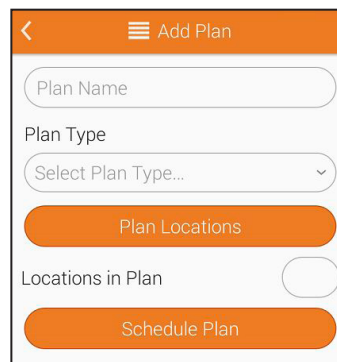 Add Plan
Plan Name
Plan Type
Select Plan Type...
Plan Locations
Locations in Plan
Schedule Plan